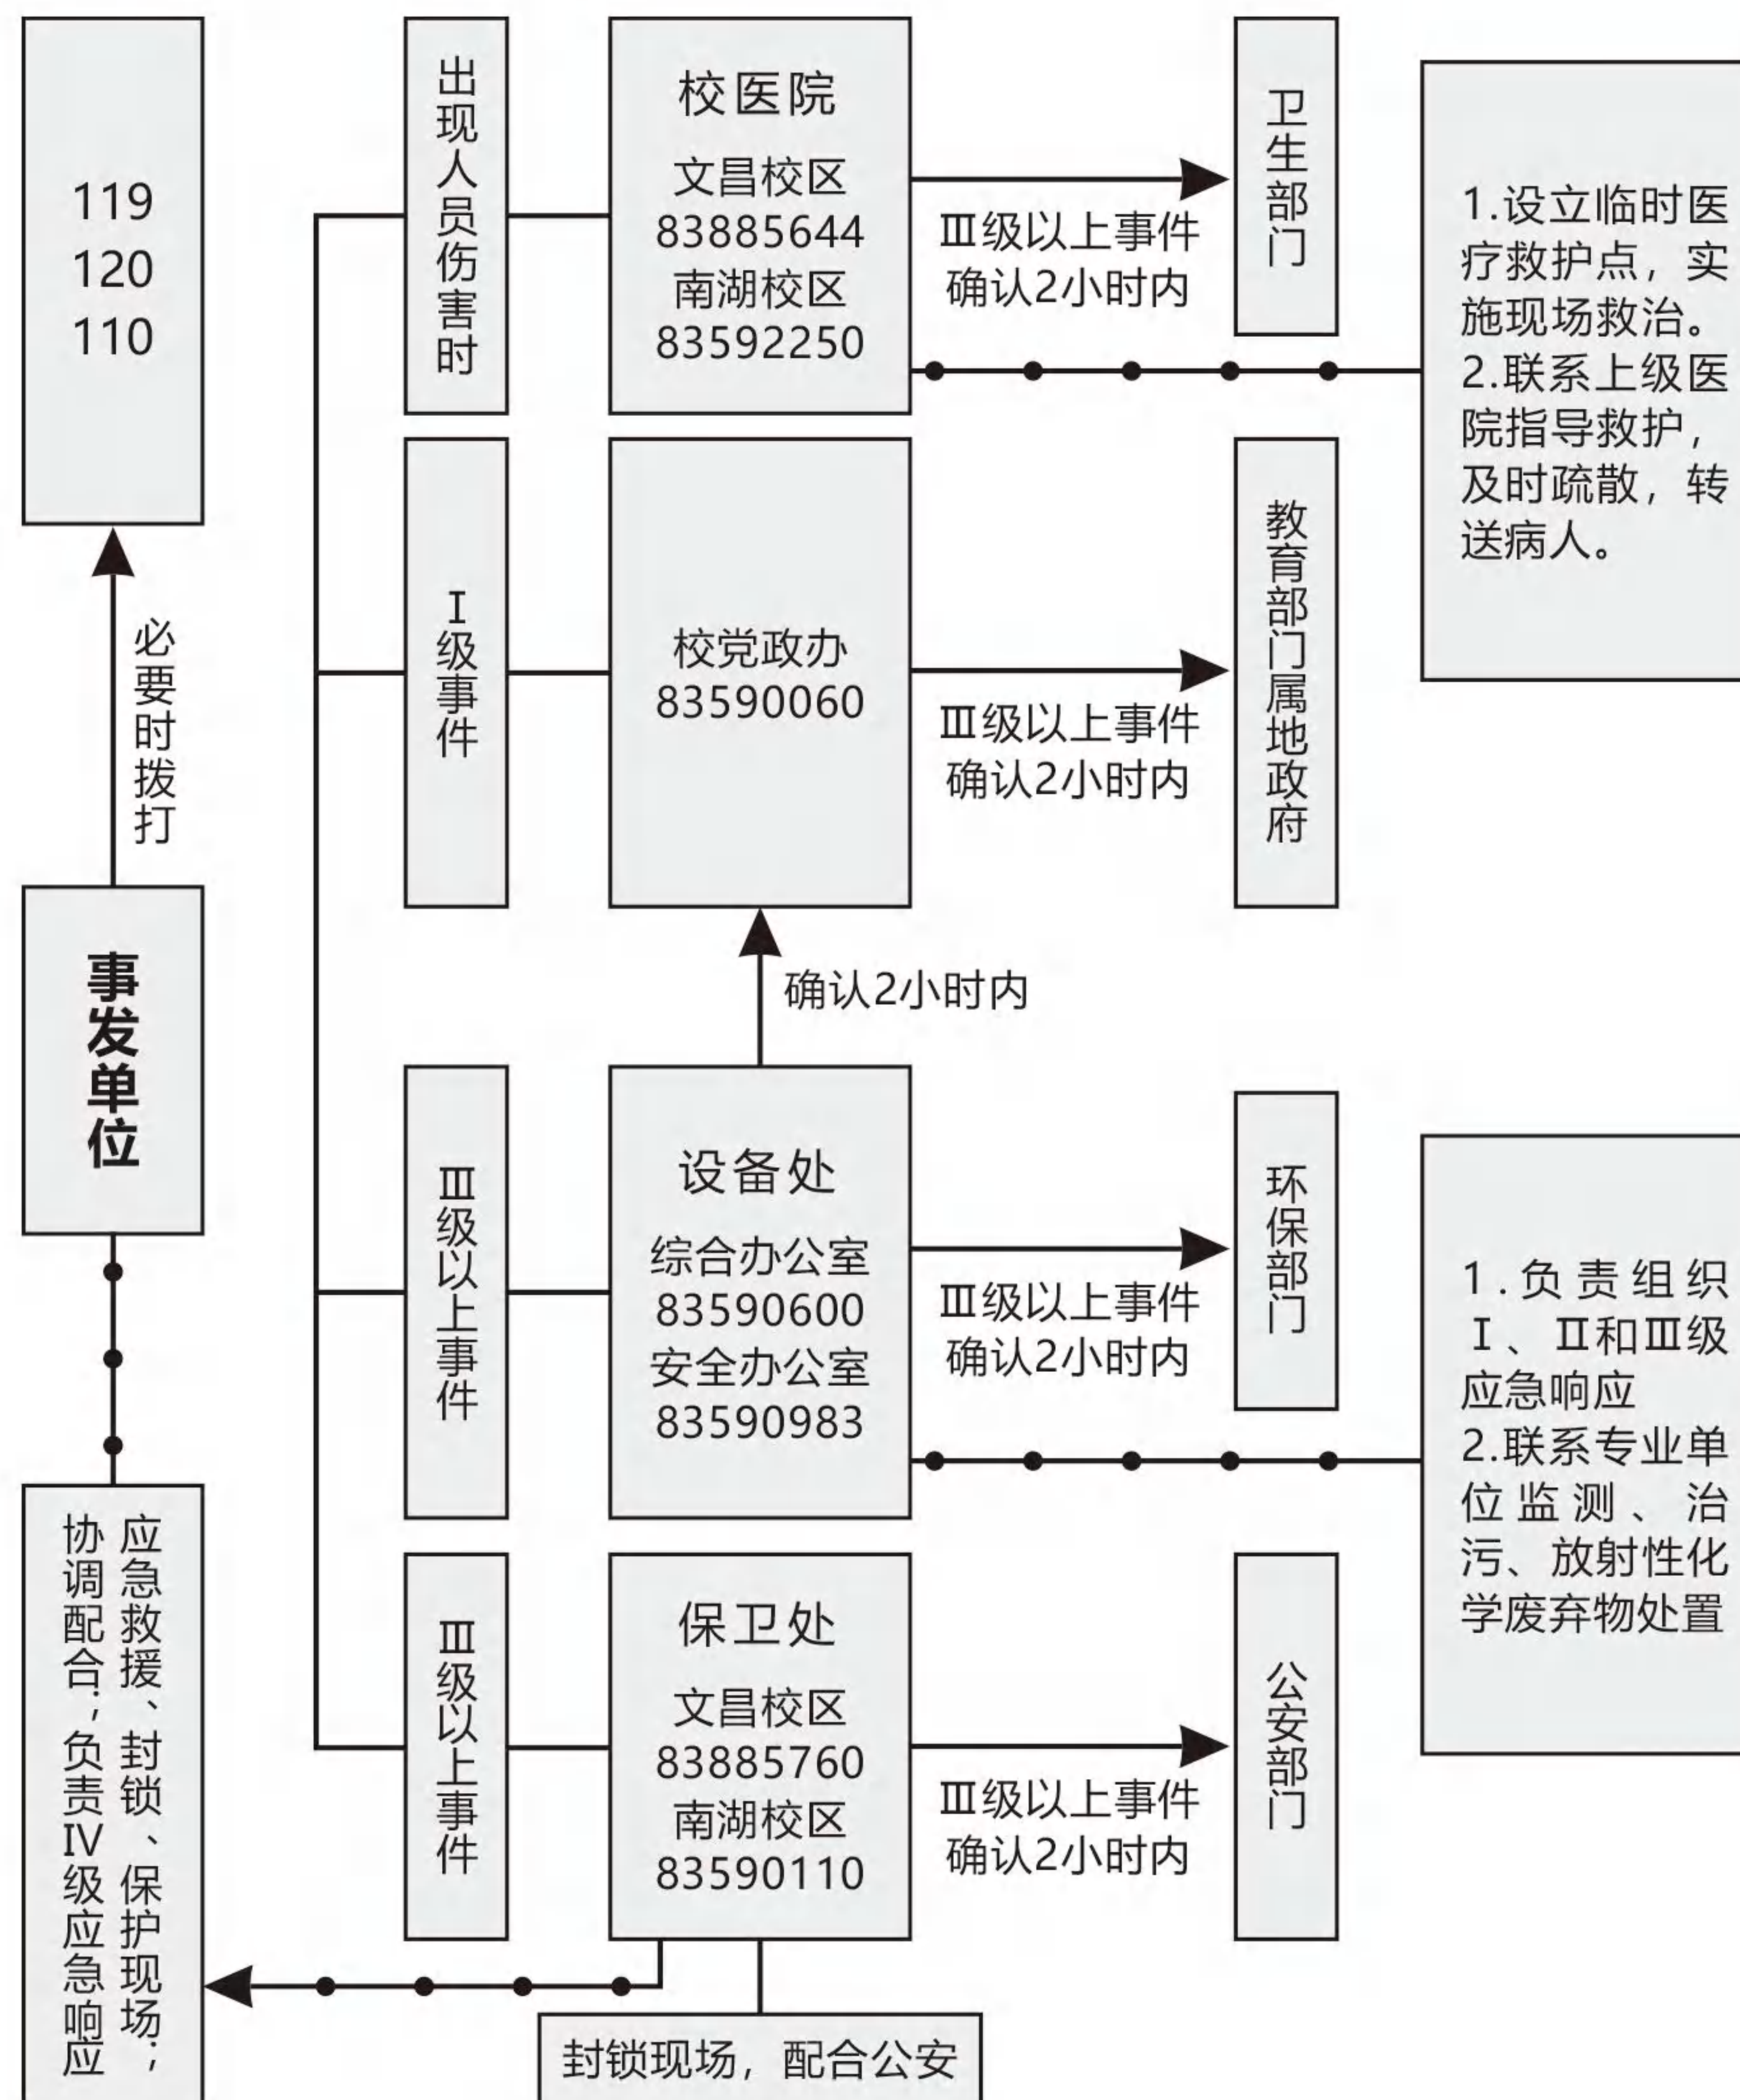 119
120
110
必要时拨打
事发单位
应急救援、封锁、保护现场；
协调配合；负责Ⅳ级应急响应
出现人员伤害时
校医院
文昌校区
83885644
南湖校区
83592250
Ⅲ级以上事件
确认2小时内
卫生部门
1.设立临时医
疗救护点，实
施现场救治。
2.联系上级医
院指导救护，
及时疏散，转
送病人。
Ⅰ级事件
校党政办
83590060
Ⅲ级以上事件
确认2小时内
教育部门属地政府
确认2小时内
Ⅲ级以上事件
设备处
综合办公室
83590600
安全办公室
83590983
Ⅲ级以上事件
确认2小时内
环保部门
1.负责组织
Ⅰ、Ⅱ和Ⅲ级
应急响应
2.联系专业单
位监测、治
污、放射性化
学废弃物处置
Ⅲ级以上事件
保卫处
文昌校区
83885760
南湖校区
83590110
Ⅲ级以上事件
确认2小时内
公安部门
封锁现场，配合公安